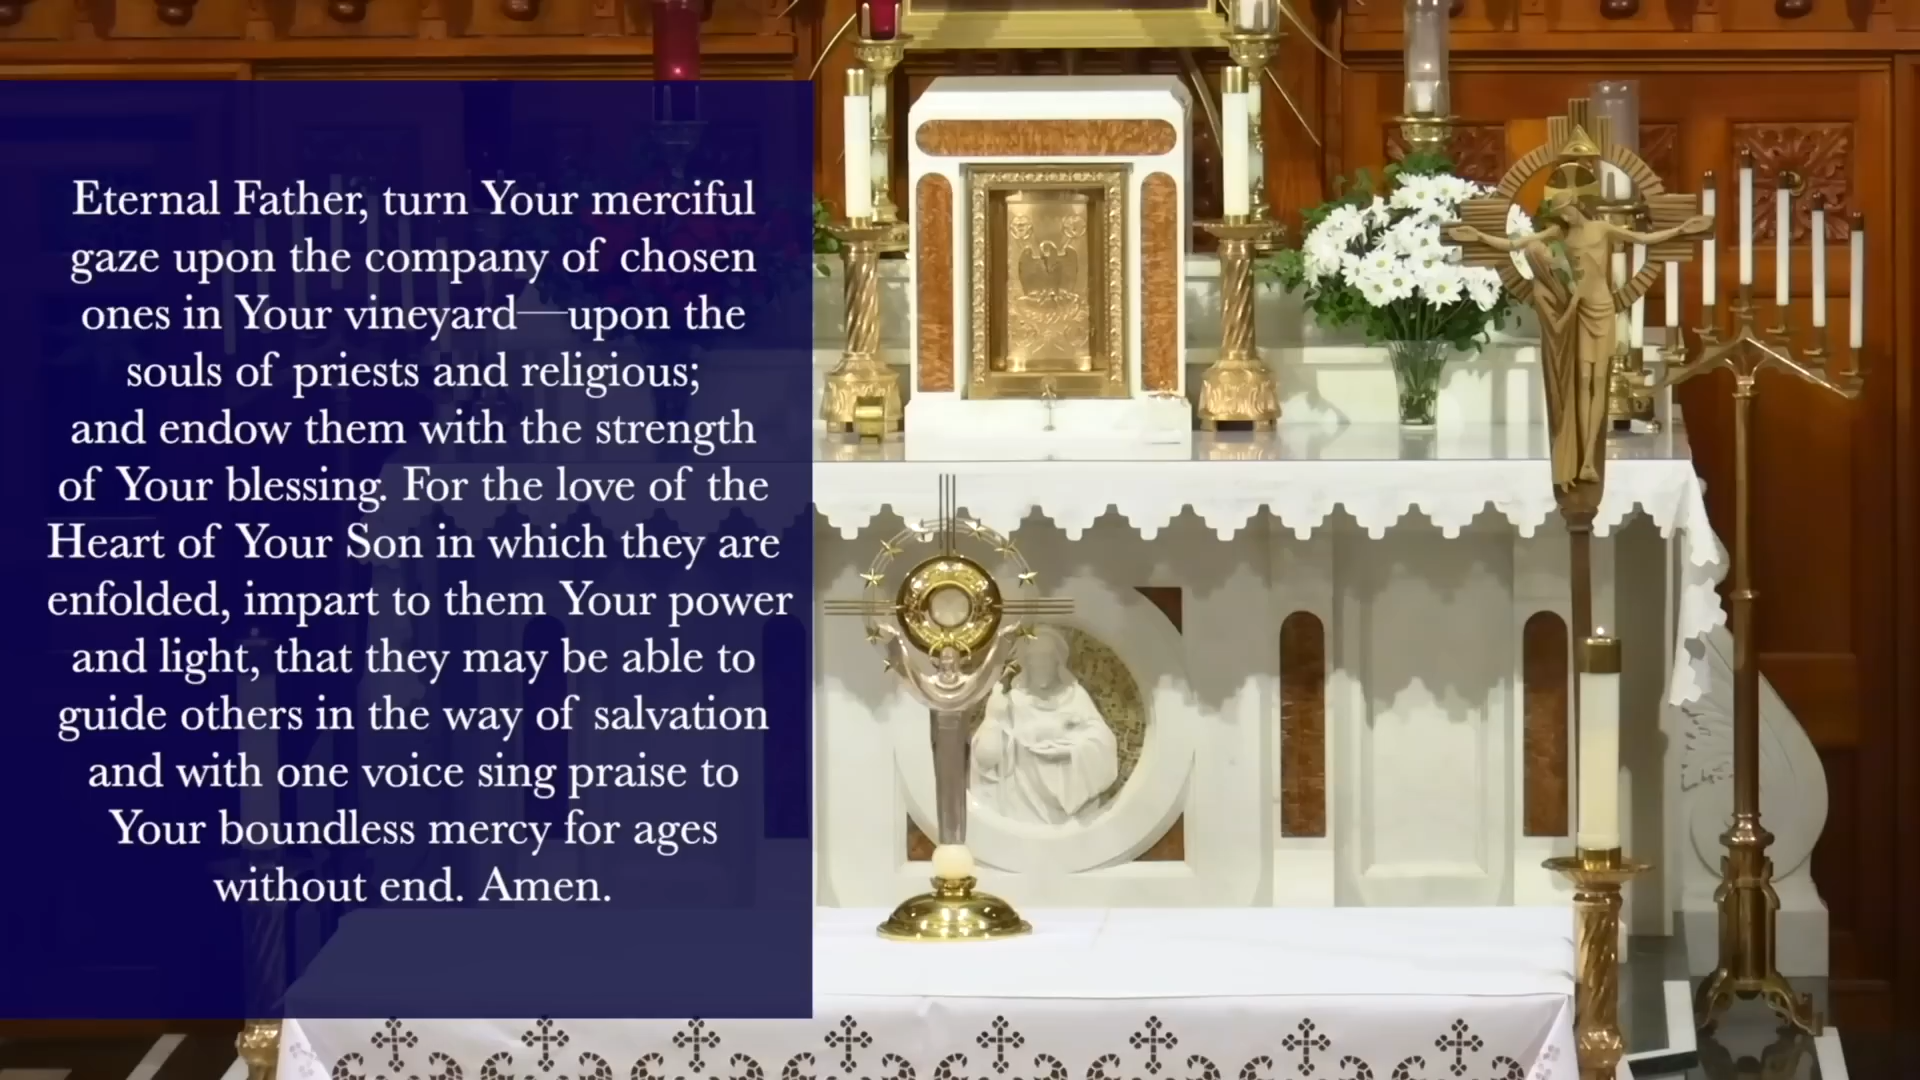 Eternal Father, turn Your merciful
gaze upon the company of chosen
ones in Your vineyard—upon the
souls of priests and religious;
and endow them with the strength
of Your blessing. For the love of the
Heart of Your Son in which they are
enfolded, impart to them Your power
and light, that they may be able to
guide others in the way of salvation
and with one voice sing praise to
Your boundless mercy for ages
without end. Amen.